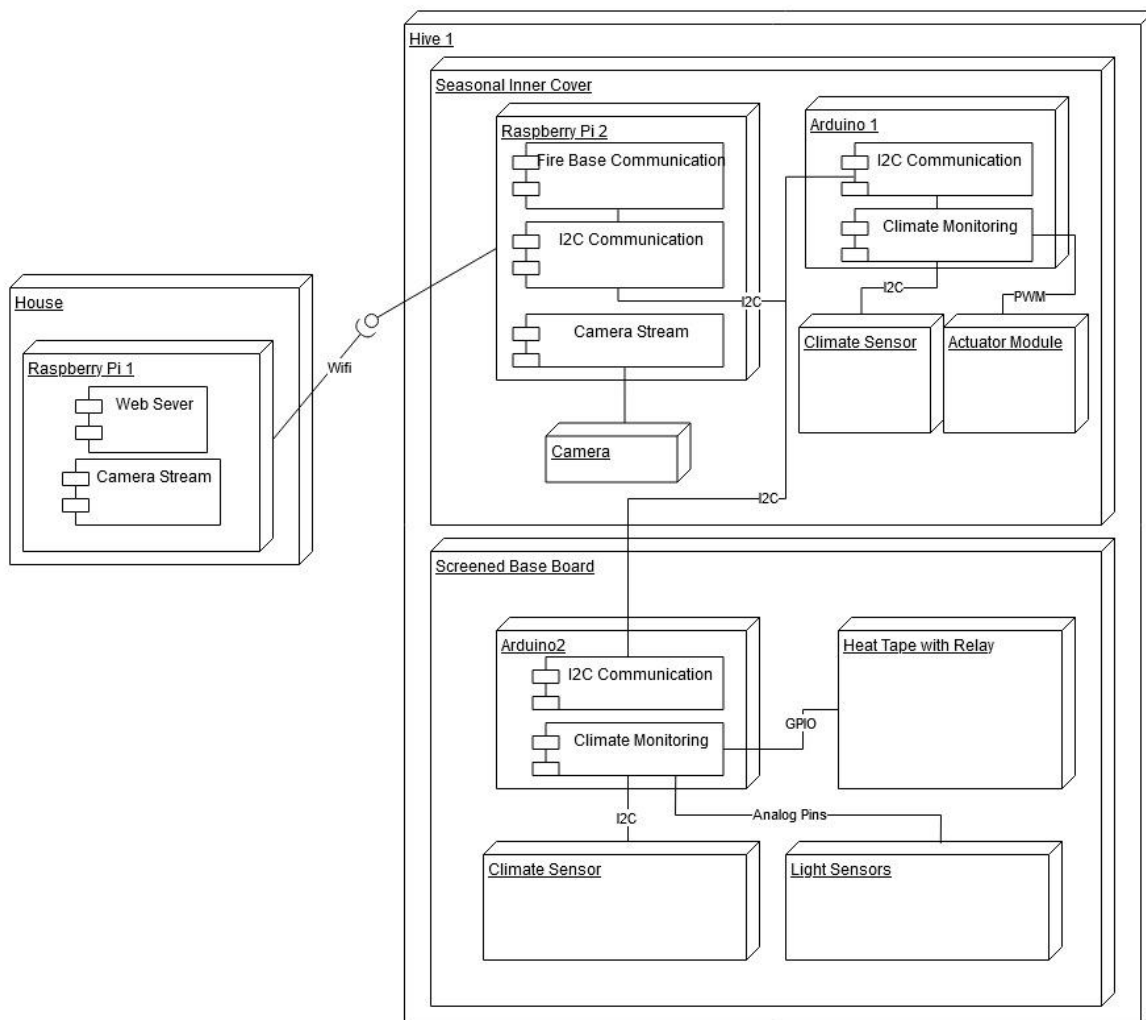 Hive 1
Seasonal Inner Cover
Raspberry Pi 2
Fire Base Communication
I2C Communication
Camera Stream
Camera
Arduino 1
I2C Communication
Climate Monitoring
I2C
I2C
PWM
Climate Sensor
Actuator Module
House
Raspberry Pi 1
Web Sever
Camera Stream
Wifi
I2C
Screened Base Board
Arduino2
I2C Communication
Climate Monitoring
GPIO
Heat Tape with Relay
I2C
Analog Pins
Climate Sensor
Light Sensors